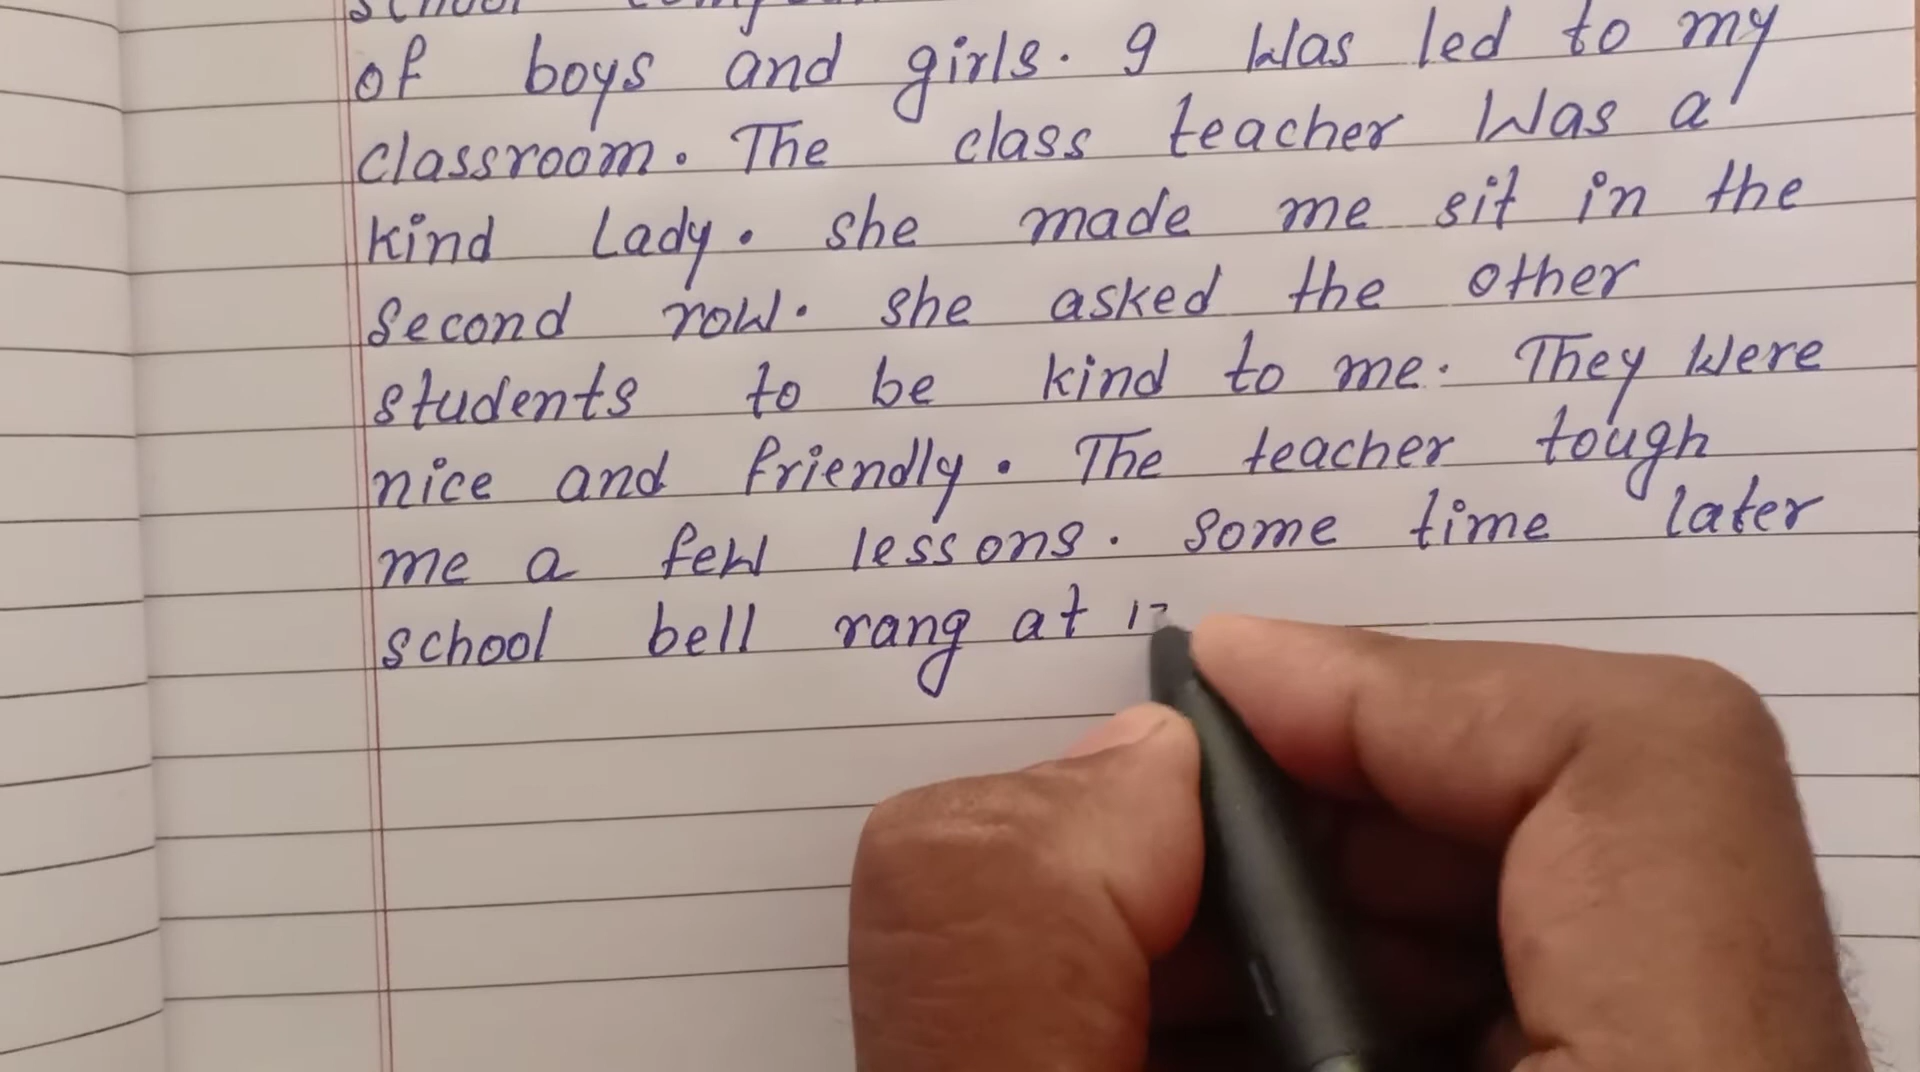 school
of boys and girls. I was led to my
classroom. The class teacher was a
kind Lady. she made me sit in the
second row. she asked the other
students to be kind to me. They were
nice and friendly. The teacher tough
me a few lessons. some time later
school bell rang at